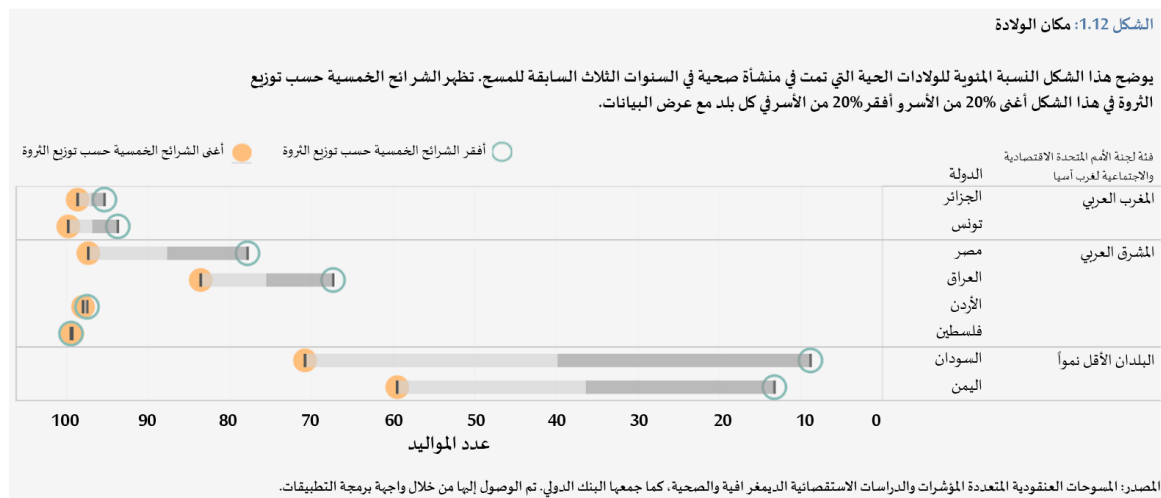 الشكل 1.12: مكان الولادة
يوضح هذا الشكل النسبة المئوية للولادات الحية التي تمت في منشأة صحية في السنوات الثلاث السابقة للمسح. تظهر الشرائح الخمسية حسب توزيع
الثروة في هذا الشكل أغنى 20% من الأسر و أفقر 20% من الأسر في كل بلد مع عرض البيانات.
أفقر الشرائح الخمسية حسب توزيع الثروة
أغنى الشرائح الخمسية حسب توزيع الثروة
فئة لجنة الأمم المتحدة الاقتصادية
والاجتماعية لغرب آسيا
الدولة
المغرب العربي
الجزائر
تونس
المشرق العربي
مصر
العراق
الأردن
فلسطين
البلدان الأقل نمواً
السودان
اليمن
100 90 80 70 60 50 40 30 20 10 0
عدد المواليد
المصدر: المسوحات العنقودية المتعددة المؤشرات والدراسات الاستقصائية الديمغرافية والصحية، كما جمعها البنك الدولي. تم الوصول إليها من خلال واجهة برمجة التطبيقات.